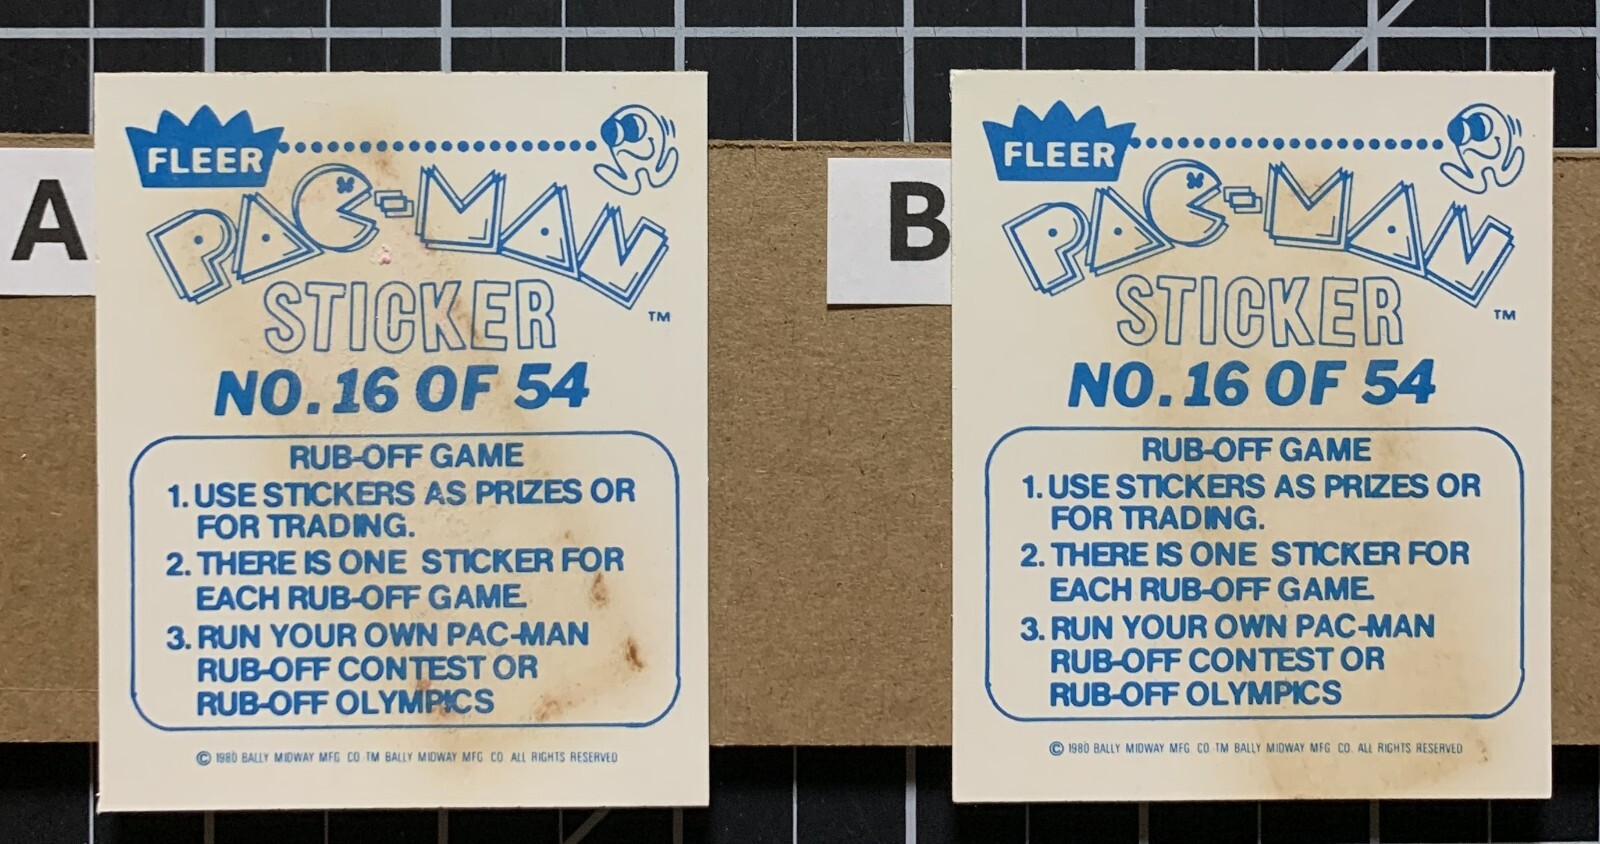 A
FLEER
PAC-MAN
STICKER
TM
NO. 16 OF 54
RUB-OFF GAME
1. USE STICKERS AS PRIZES OR
FOR TRADING.
2. THERE IS ONE STICKER FOR
EACH RUB-OFF GAME.
3. RUN YOUR OWN PAC-MAN
RUB-OFF CONTEST OR
RUB-OFF OLYMPICS
© 1980 BALLY MIDWAY MFG. CO. TM BALLY MIDWAY MFG. CO. ALL RIGHTS RESERVED
B
FLEER
PAC-MAN
STICKER
TM
NO. 16 OF 54
RUB-OFF GAME
1. USE STICKERS AS PRIZES OR
FOR TRADING.
2. THERE IS ONE STICKER FOR
EACH RUB-OFF GAME.
3. RUN YOUR OWN PAC-MAN
RUB-OFF CONTEST OR
RUB-OFF OLYMPICS
© 1980 BALLY MIDWAY MFG. CO. TM BALLY MIDWAY MFG. CO. ALL RIGHTS RESERVED